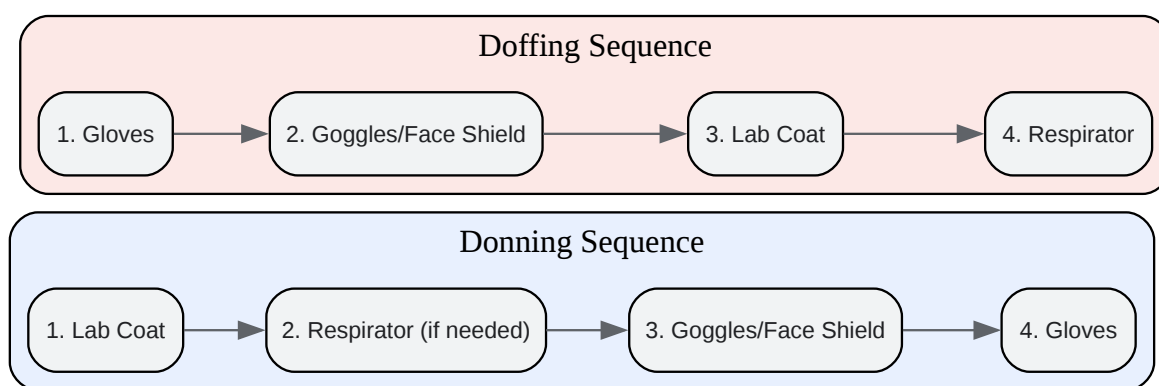 Doffing Sequence
1. Gloves
2. Goggles/Face Shield
3. Lab Coat
4. Respirator
Donning Sequence
1. Lab Coat
2. Respirator (if needed)
3. Goggles/Face Shield
4. Gloves